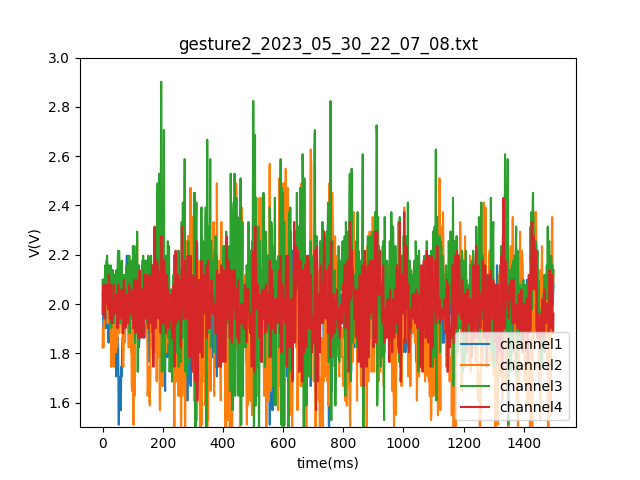 gesture2_2023_05_30_22_07_08.txt
3.0
2.8
2.6
2.4
2.2
2.0
1.8
1.6
V(V)
0 200 400 600 800 1000 1200 1400
time(ms)
channel1
channel2
channel3
channel4